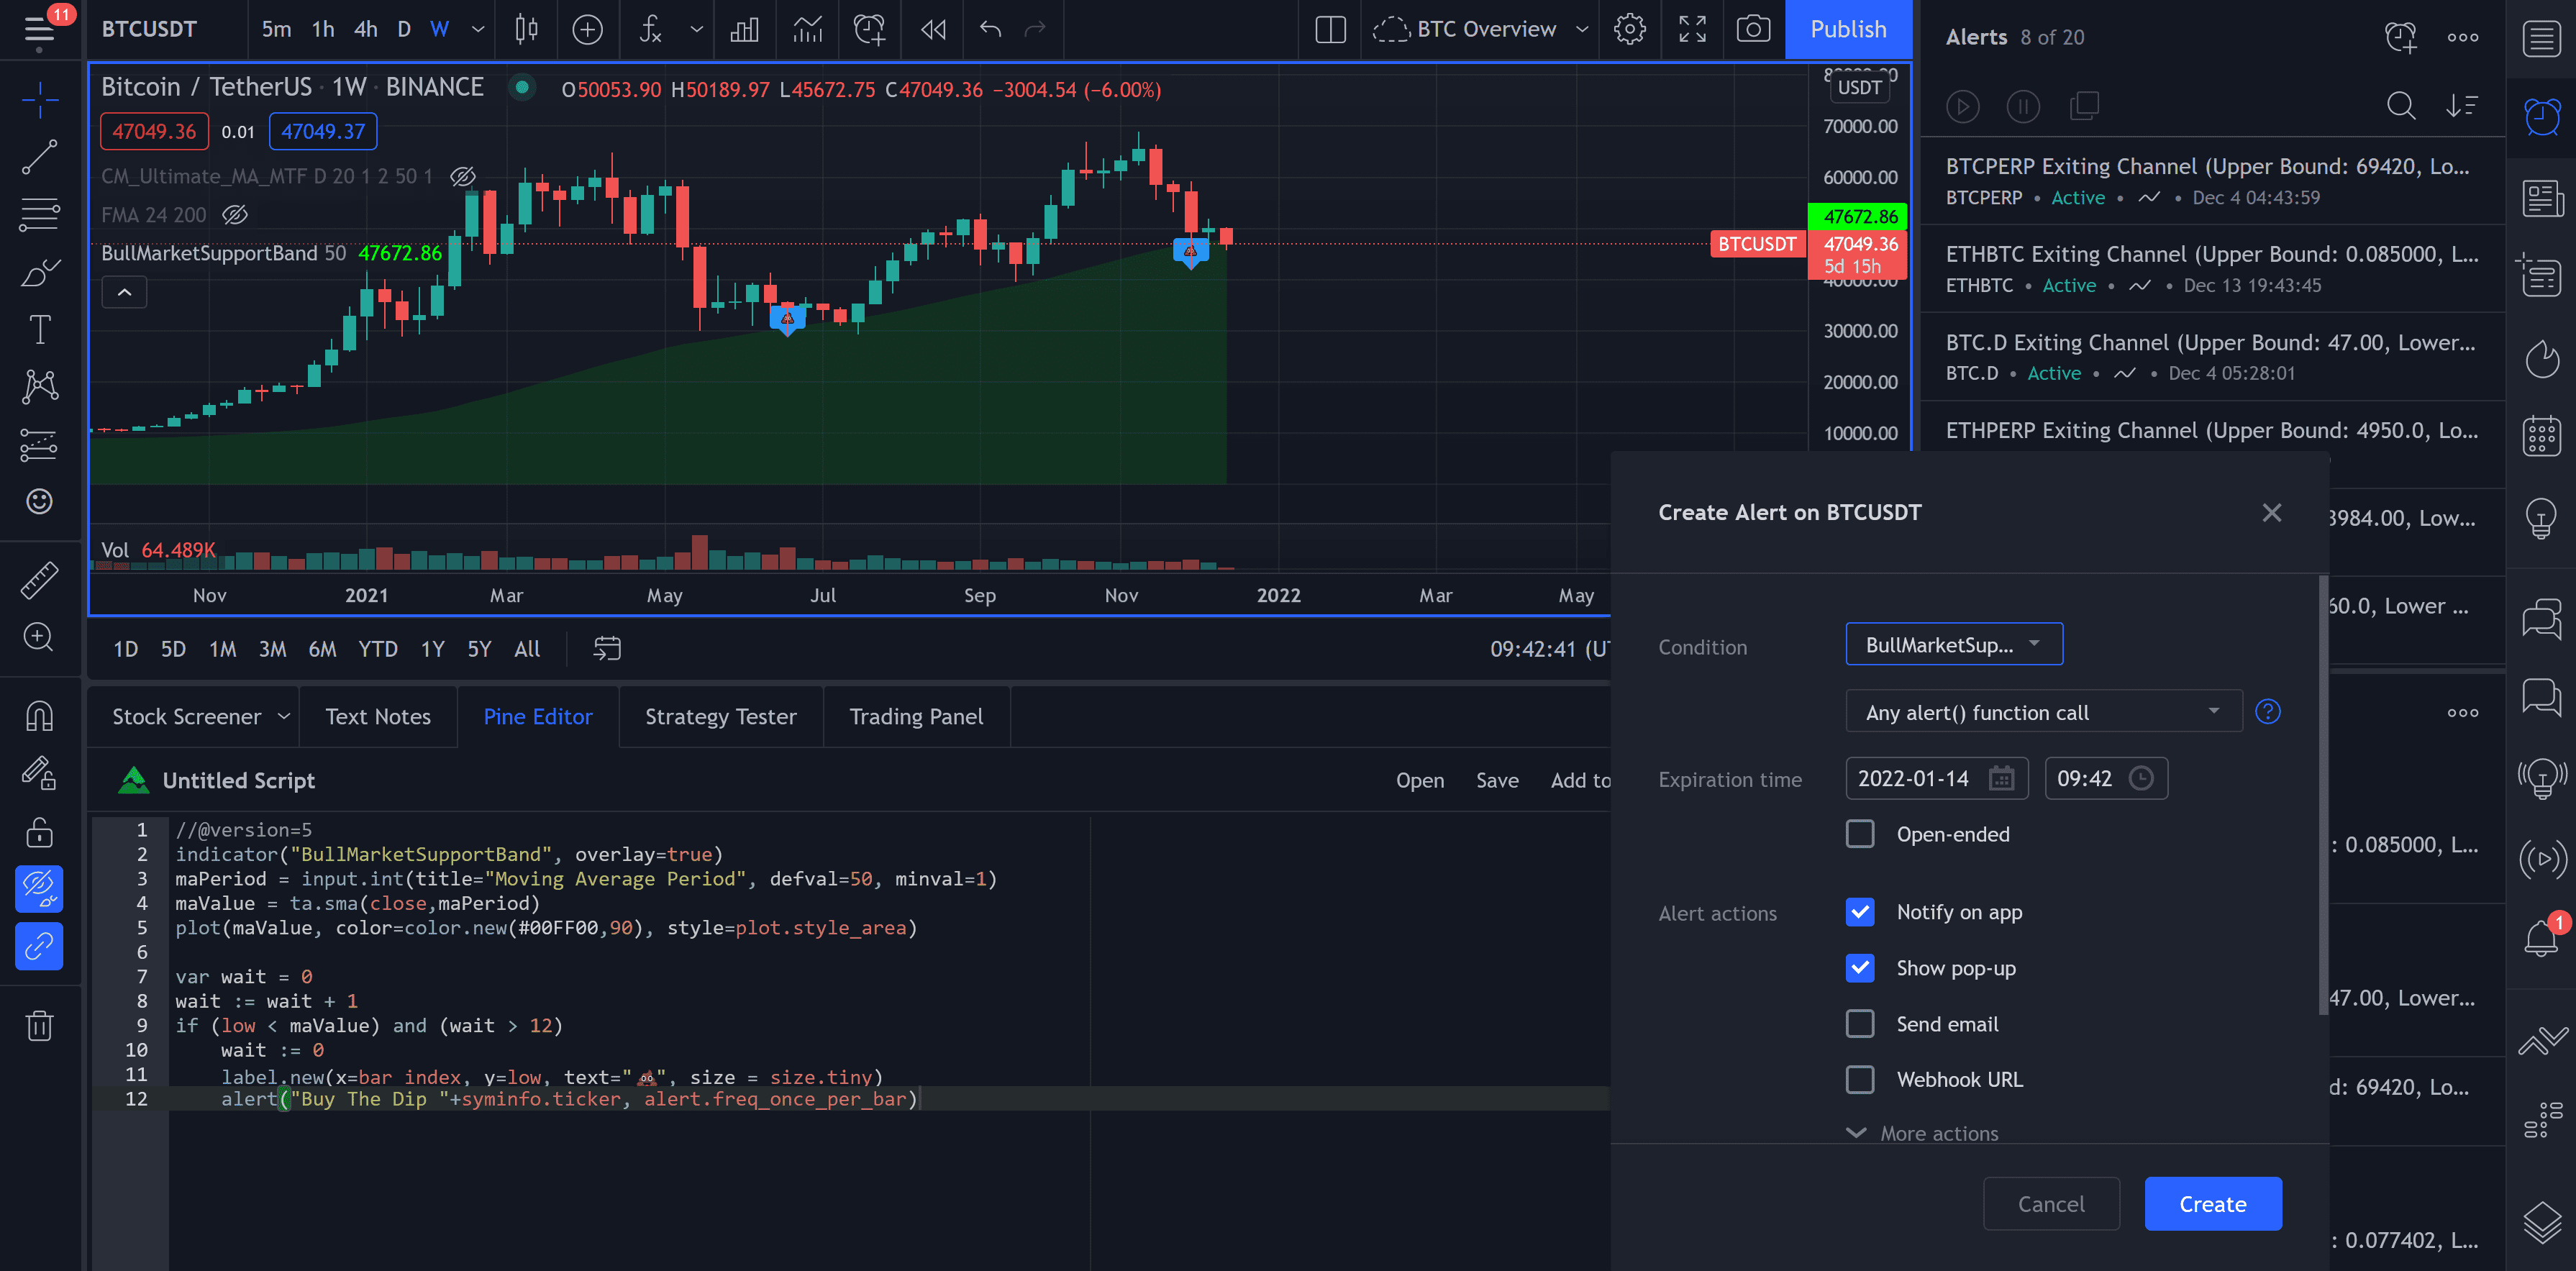 11
BTCUSDT
5m 1h 4h D W
BTC Overview
Publish
Alerts 8 of 20
Bitcoin / TetherUS · 1W · BINANCE
O50053.90 H50189.97 L45672.75 C47049.36 −3004.54 (−6.00%)
47049.36 0.01 47049.37
CM_Ultimate_MA_MTF D 20 1 2 50 1
FMA 24 200
BullMarketSupportBand 50 47672.86
USDT
70000.00
60000.00
47672.86
BTCUSDT 47049.36
5d 15h
40000.00
30000.00
20000.00
10000.00
Vol 64.489K
Nov 2021 Mar May Jul Sep Nov 2022 Mar May
1D 5D 1M 3M 6M YTD 1Y 5Y All
09:42:41 (UT
BTCPERP Exiting Channel (Upper Bound: 69420, Lo...
BTCPERP • Active • • Dec 4 04:43:59
ETHBTC Exiting Channel (Upper Bound: 0.085000, L...
ETHBTC • Active • • Dec 13 19:43:45
BTC.D Exiting Channel (Upper Bound: 47.00, Lower...
BTC.D • Active • • Dec 4 05:28:01
ETHPERP Exiting Channel (Upper Bound: 4950.0, Lo...
3984.00, Low...
60.0, Lower ...
: 0.085000, L...
1
47.00, Lower...
d: 69420, Lo...
: 0.077402, L...
Stock Screener Text Notes Pine Editor Strategy Tester Trading Panel
Untitled Script
Open Save Add to
1 //@version=5
2 indicator("BullMarketSupportBand", overlay=true)
3 maPeriod = input.int(title="Moving Average Period", defval=50, minval=1)
4 maValue = ta.sma(close,maPeriod)
5 plot(maValue, color=color.new(#00FF00,90), style=plot.style_area)
6
7 var wait = 0
8 wait := wait + 1
9 if (low < maValue) and (wait > 12)
10 wait := 0
11 label.new(x=bar_index, y=low, text="💩", size = size.tiny)
12 alert("Buy The Dip "+syminfo.ticker, alert.freq_once_per_bar)
Create Alert on BTCUSDT
Condition
BullMarketSup...
Any alert() function call
Expiration time
2022-01-14 09:42
Open-ended
Alert actions
Notify on app
Show pop-up
Send email
Webhook URL
More actions
Cancel Create